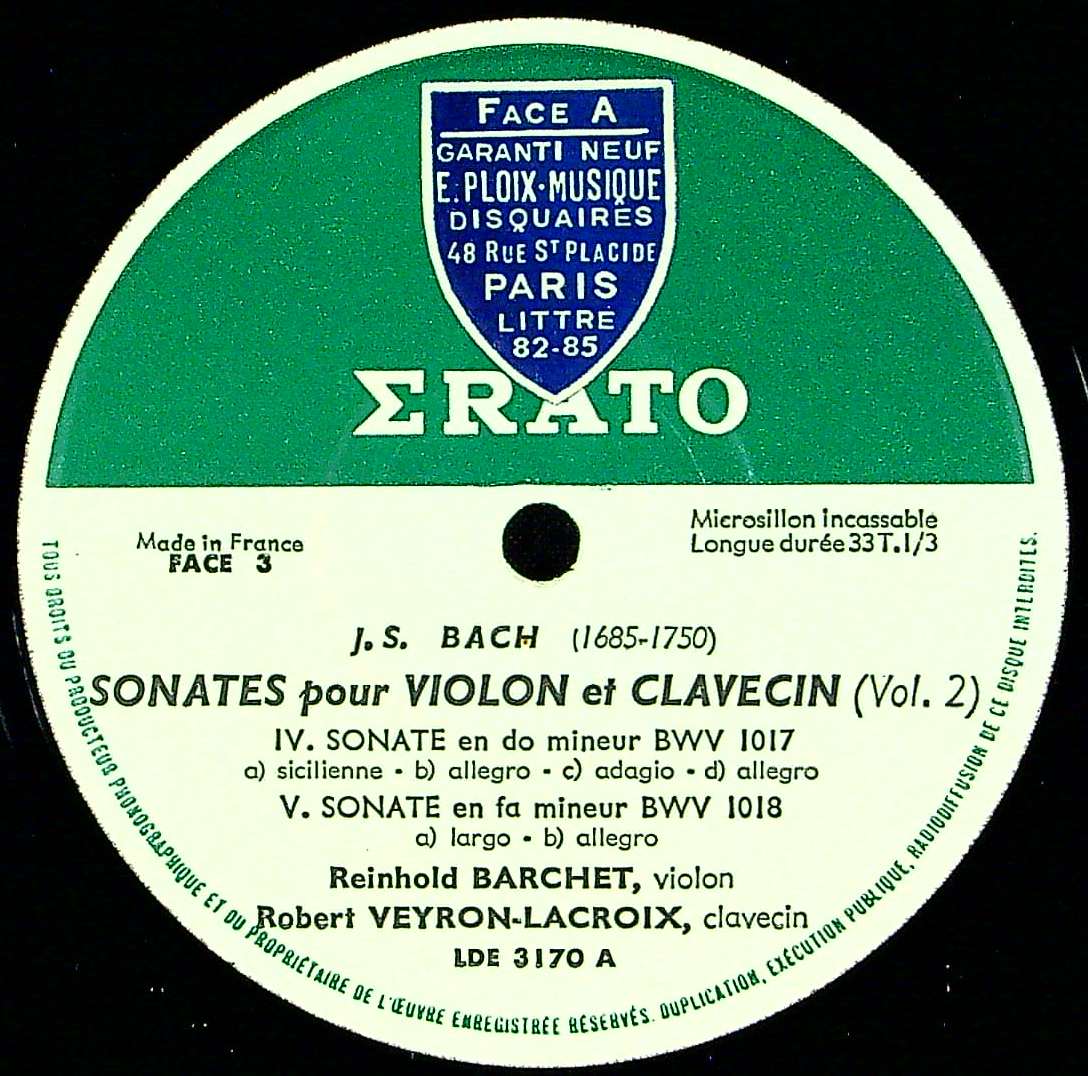 FACE A
GARANTI NEUF
E. PLOIX·MUSIQUE
DISQUAIRES
48 RUE ST PLACIDE
PARIS
LITTRÉ
82-85
ΣRATO
Made in France
FACE 3
Microsillon incassable
Longue durée 33 T.1/3
J. S. BACH (1685-1750)
SONATES pour VIOLON et CLAVECIN (Vol. 2)
IV. SONATE en do mineur BWV 1017
a) sicilienne - b) allegro - c) adagio - d) allegro
V. SONATE en fa mineur BWV 1018
a) largo - b) allegro
Reinhold BARCHET, violon
Robert VEYRON-LACROIX, clavecin
LDE 3170 A
TOUS DROITS DU PRODUCTEUR PHONOGRAPHIQUE ET DU PROPRIÉTAIRE DE L'ŒUVRE ENREGISTRÉE RÉSERVÉS. DUPLICATION, EXÉCUTION PUBLIQUE, RADIODIFFUSION DE CE DISQUE INTERDITES.